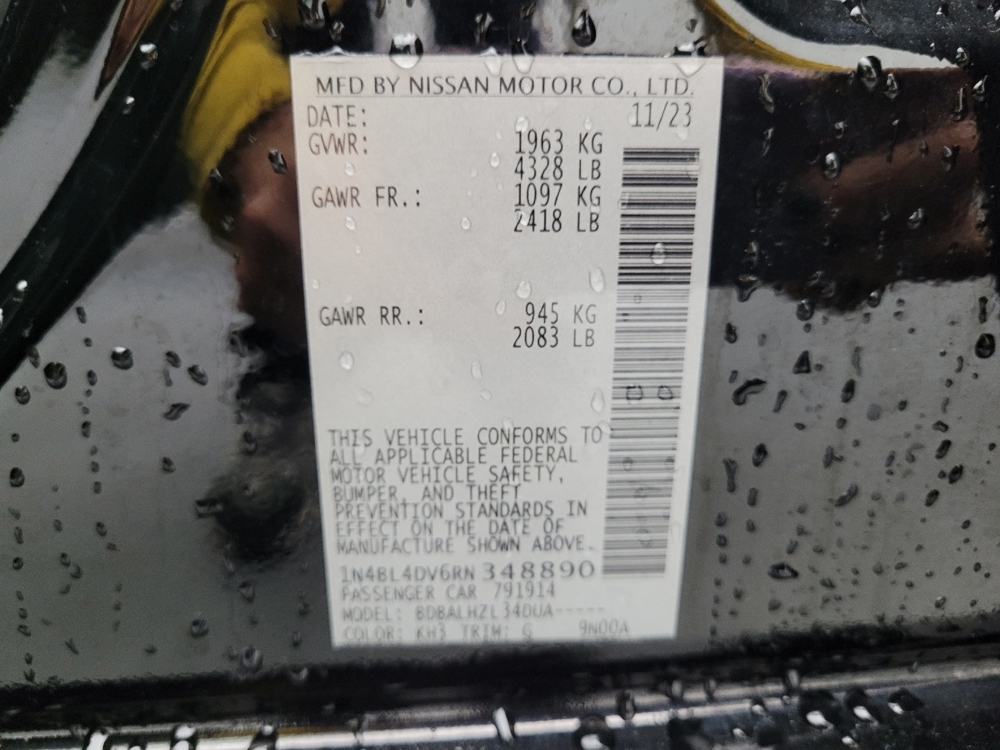 MFD BY NISSAN MOTOR CO., LTD.
DATE: 11/23
GVWR: 1963 KG
4328 LB
GAWR FR.: 1097 KG
2418 LB
GAWR RR.: 945 KG
2083 LB
THIS VEHICLE CONFORMS TO
ALL APPLICABLE FEDERAL
MOTOR VEHICLE SAFETY,
BUMPER, AND THEFT
PREVENTION STANDARDS IN
EFFECT ON THE DATE OF
MANUFACTURE SHOWN ABOVE.
1N4BL4DV6RN348890
PASSENGER CAR 791914
MODEL: BDBALHZL34DUA-----
COLOR: KH3 TRIM: G 9N00A